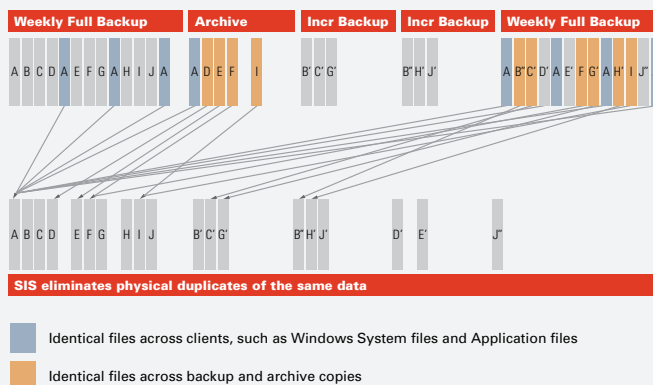 Weekly Full Backup Archive Incr Backup Incr Backup Weekly Full Backup
A B C D A E F G A H I J A A D E F I B' C' G' B" H' J' A B" C' D' A E' F G' A H' I J"
A B C D E F G H I J B' C' G' B" H' J' D' E' J"
SIS eliminates physical duplicates of the same data
Identical files across clients, such as Windows System files and Application files
Identical files across backup and archive copies